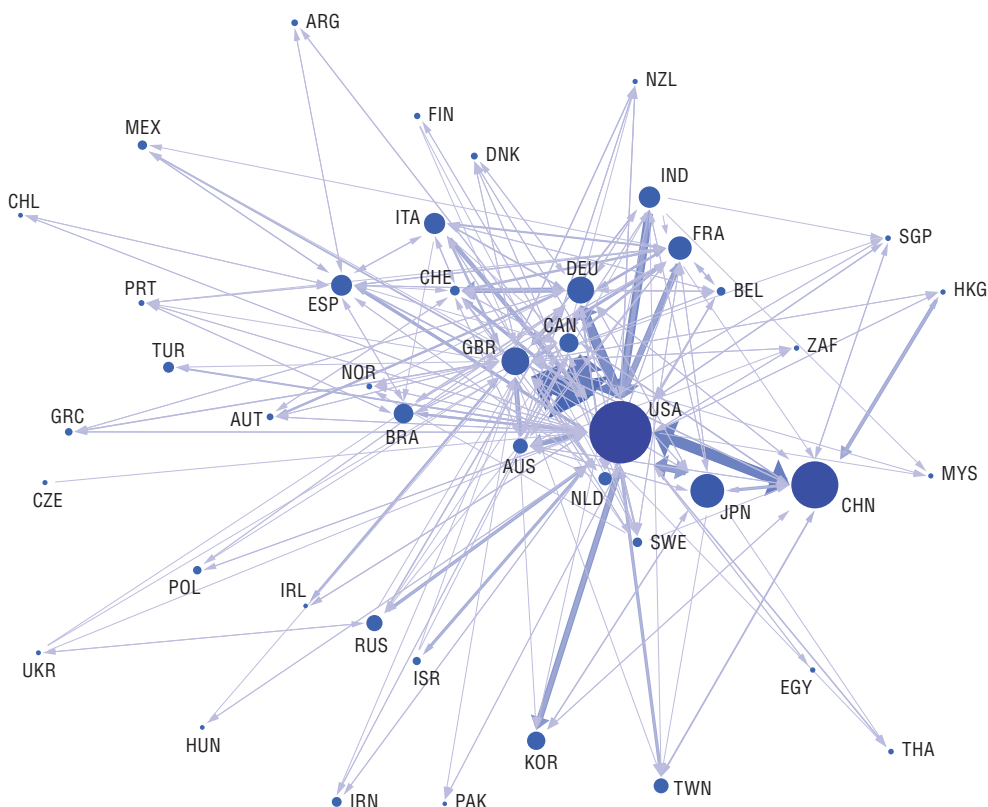 ARG
NZL
FIN
MEX
DNK
IND
CHL
ITA
FRA
SGP
DEU
CHE
PRT
ESP
BEL
HKG
CAN
GBR
ZAF
TUR
NOR
USA
GRC
AUT
BRA
AUS
MYS
CZE
NLD
CHN
JPN
SWE
POL
IRL
RUS
UKR
ISR
EGY
HUN
THA
KOR
TWN
IRN
PAK